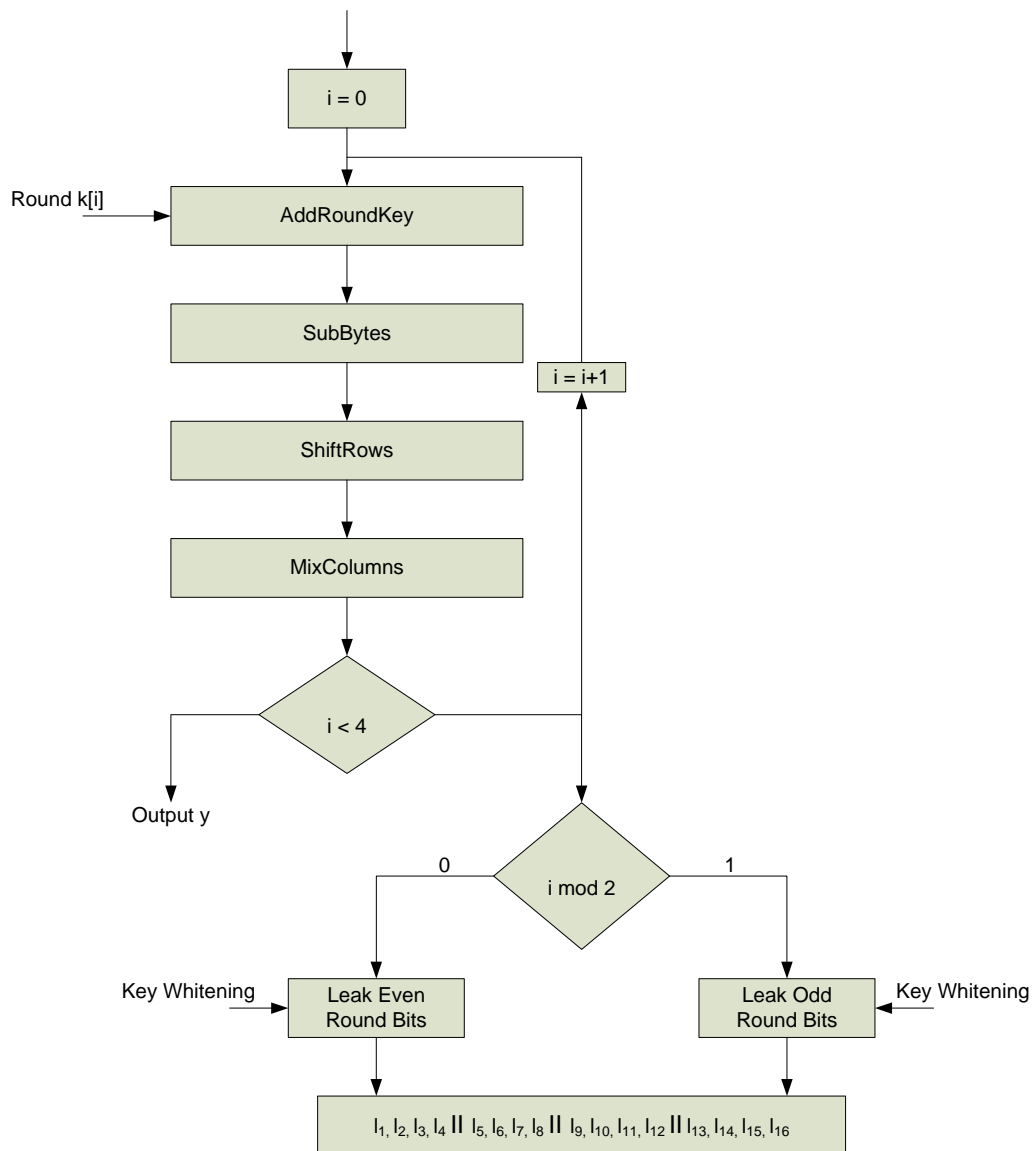 i = 0
Round k[i]
AddRoundKey
SubBytes
i = i+1
ShiftRows
MixColumns
i < 4
Output y
0
1
i mod 2
Key Whitening
Leak Even
Round Bits
Leak Odd
Round Bits
Key Whitening
l₁, l₂, l₃, l₄ || l₅, l₆, l₇, l₈ || l₉, l₁₀, l₁₁, l₁₂ || l₁₃, l₁₄, l₁₅, l₁₆